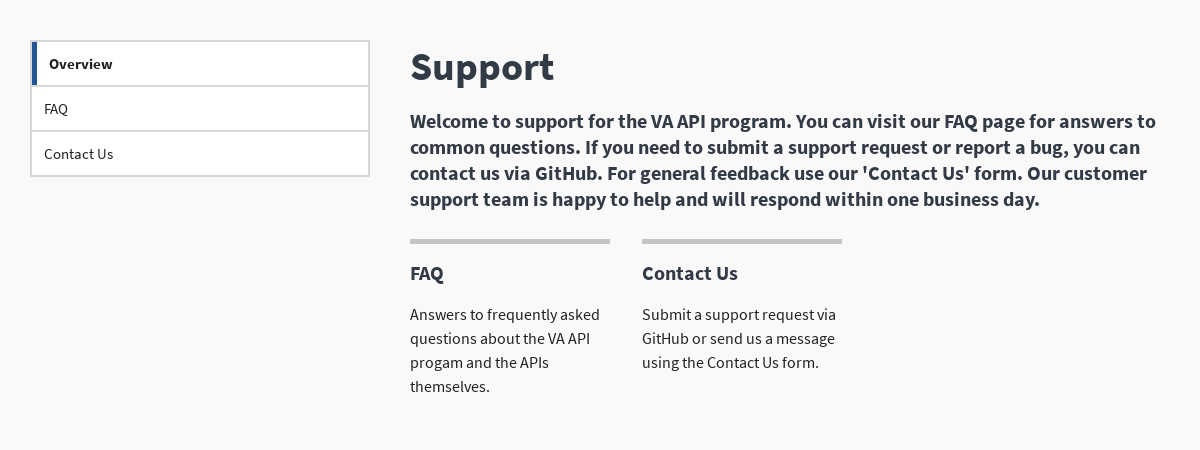 Overview
FAQ
Contact Us
Support
Welcome to support for the VA API program. You can visit our FAQ page for answers to
common questions. If you need to submit a support request or report a bug, you can
contact us via GitHub. For general feedback use our 'Contact Us' form. Our customer
support team is happy to help and will respond within one business day.
FAQ
Answers to frequently asked
questions about the VA API
progam and the APIs
themselves.
Contact Us
Submit a support request via
GitHub or send us a message
using the Contact Us form.